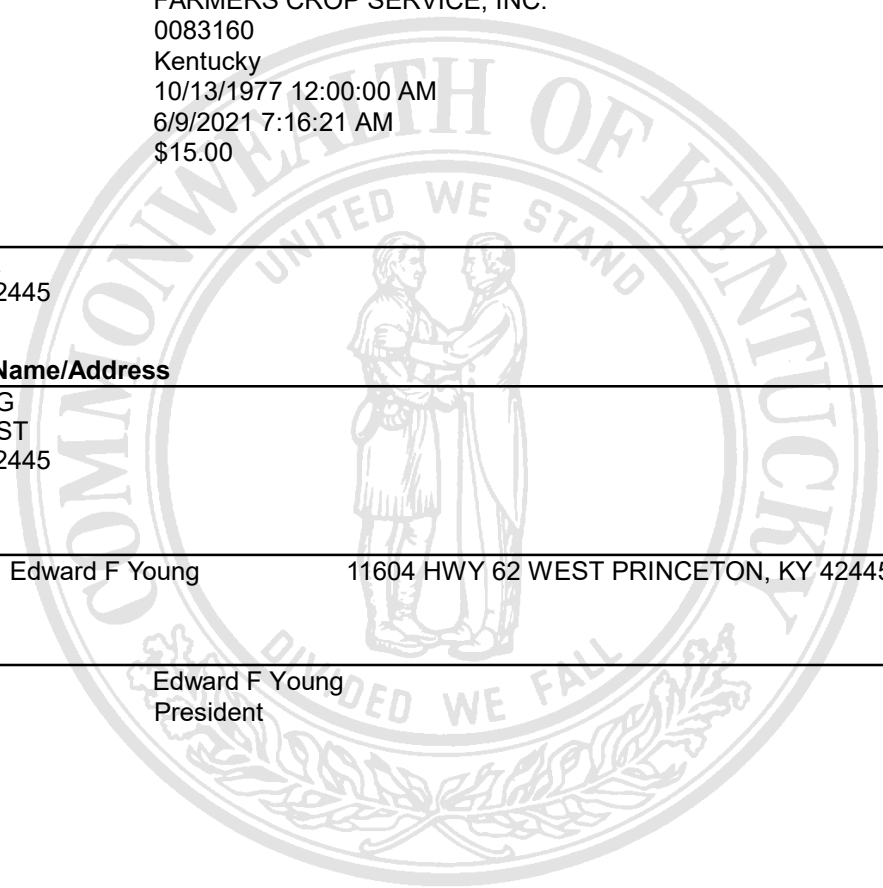 FARMERS CROP SERVICE, INC.
0083160
Kentucky
10/13/1977 12:00:00 AM
6/9/2021 7:16:21 AM
$15.00
COMMONWEALTH OF KENTUCKY
UNITED WE STAND
2445
Name/Address
G
ST
2445
Edward F Young 11604 HWY 62 WEST PRINCETON, KY 42445
Edward F Young
President
DIVIDED WE FALL